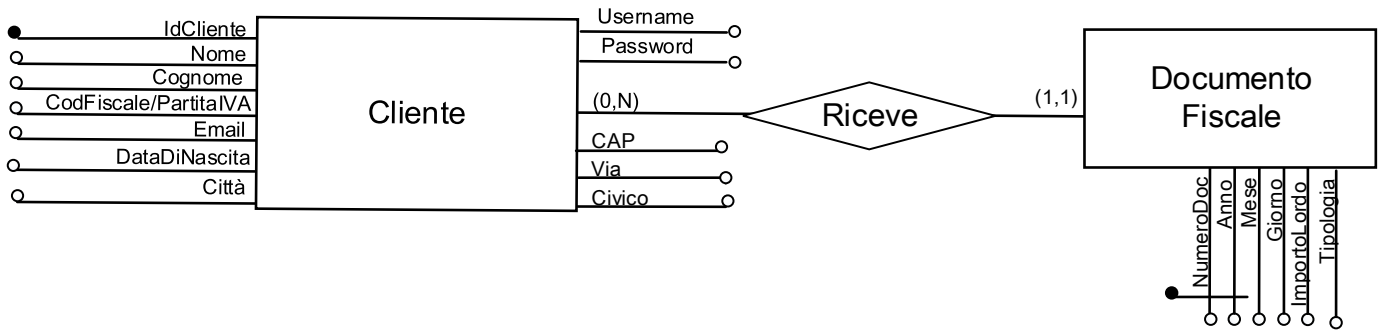 IdCliente
Nome
Cognome
CodFiscale/PartitaIVA
Email
DataDiNascita
Città
Cliente
Username
Password
(0,N)
CAP
Via
Civico
Riceve
(1,1)
Documento
Fiscale
NumeroDoc
Anno
Mese
Giorno
ImportoLordo
Tipologia